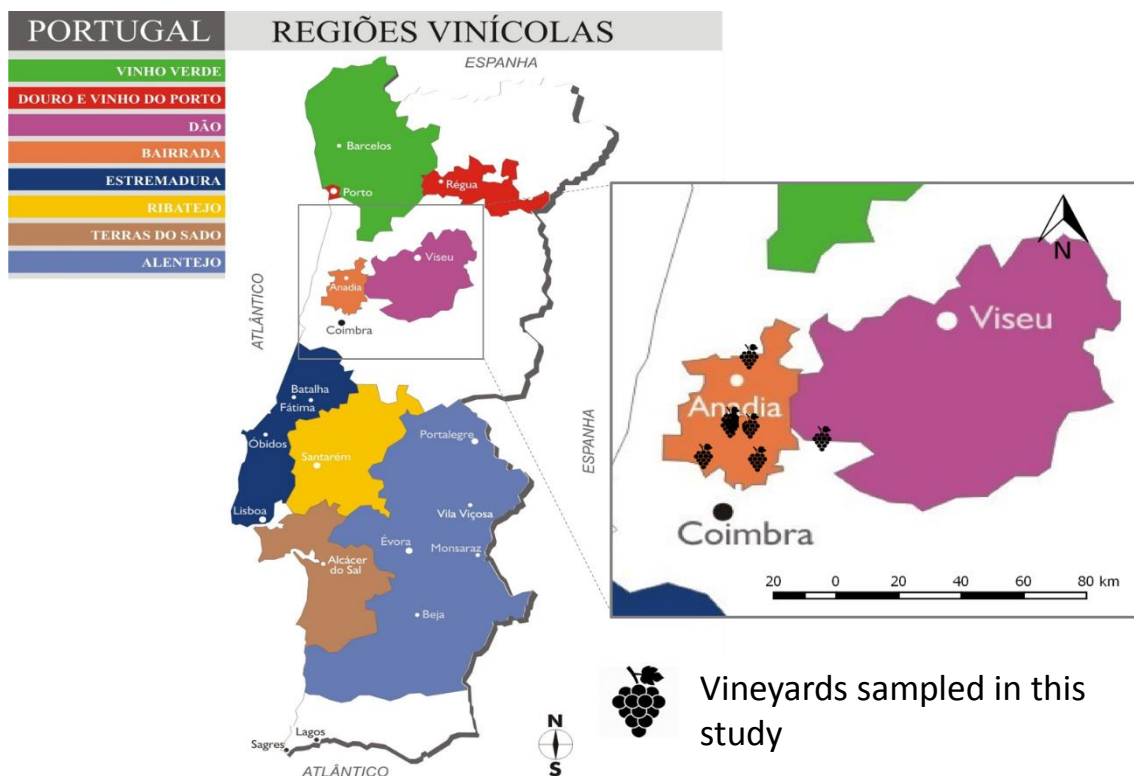 PORTUGAL
REGIÕES VINÍCOLAS
VINHO VERDE
DOURO E VINHO DO PORTO
DÃO
BAIRRADA
ESTREMADURA
RIBATEJO
TERRAS DO SADO
ALENTEJO
ESPANHA
Barcelos
Porto
Régua
Viseu
Anadia
Coimbra
ATLÂNTICO
Batalha
Fátima
Óbidos
Santarém
Portalegre
Lisboa
Vila Viçosa
Évora
Monsaraz
Alcácer
do Sal
Beja
Lagos
Sagres
ATLÂNTICO
N
S
ESPANHA
N
Viseu
Anadia
Coimbra
20 0 20 40 60 80 km
Vineyards sampled in this
study